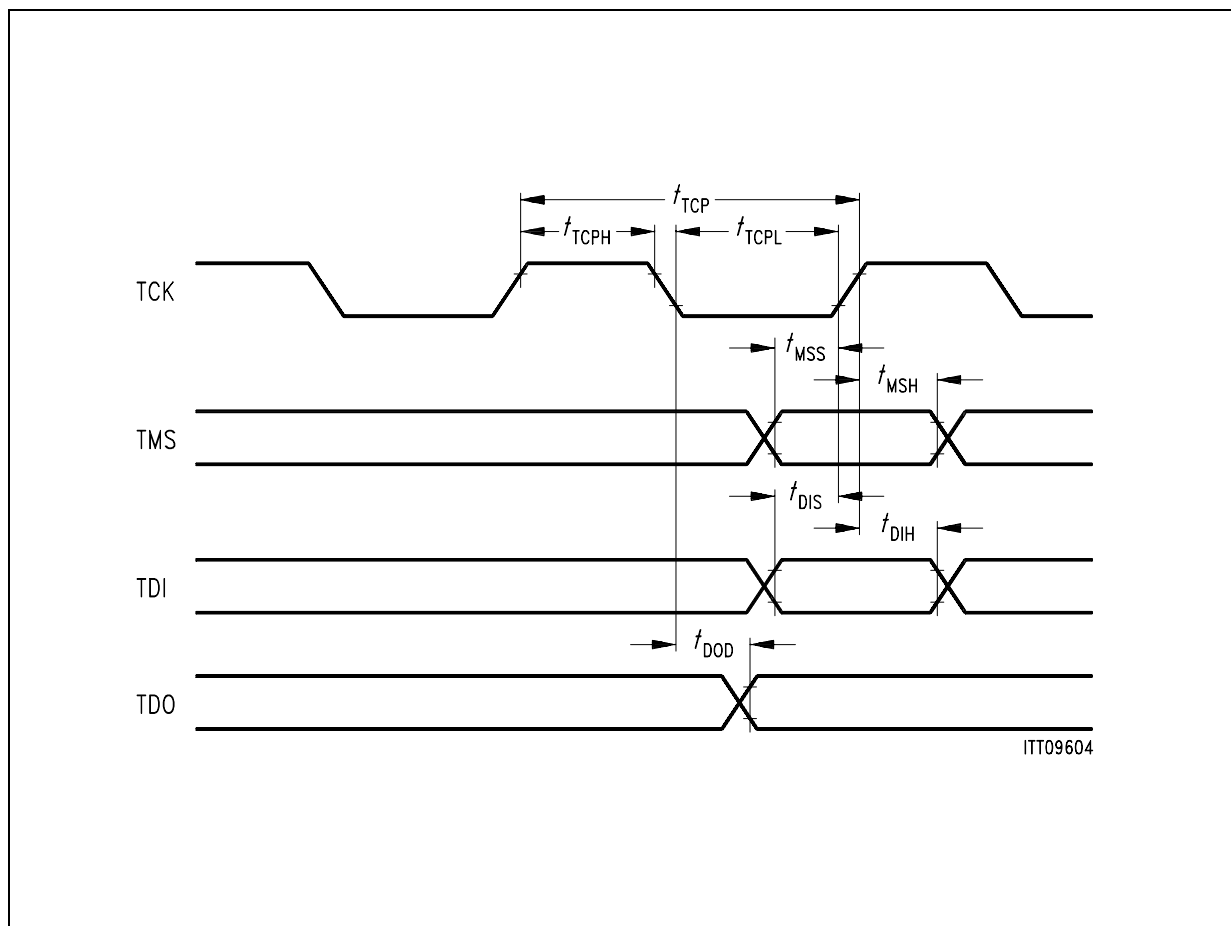 tTCP
tTCPH tTCPL
TCK
tMSS
tMSH
TMS
tDIS
tDIH
TDI
tDOD
TDO
ITT09604